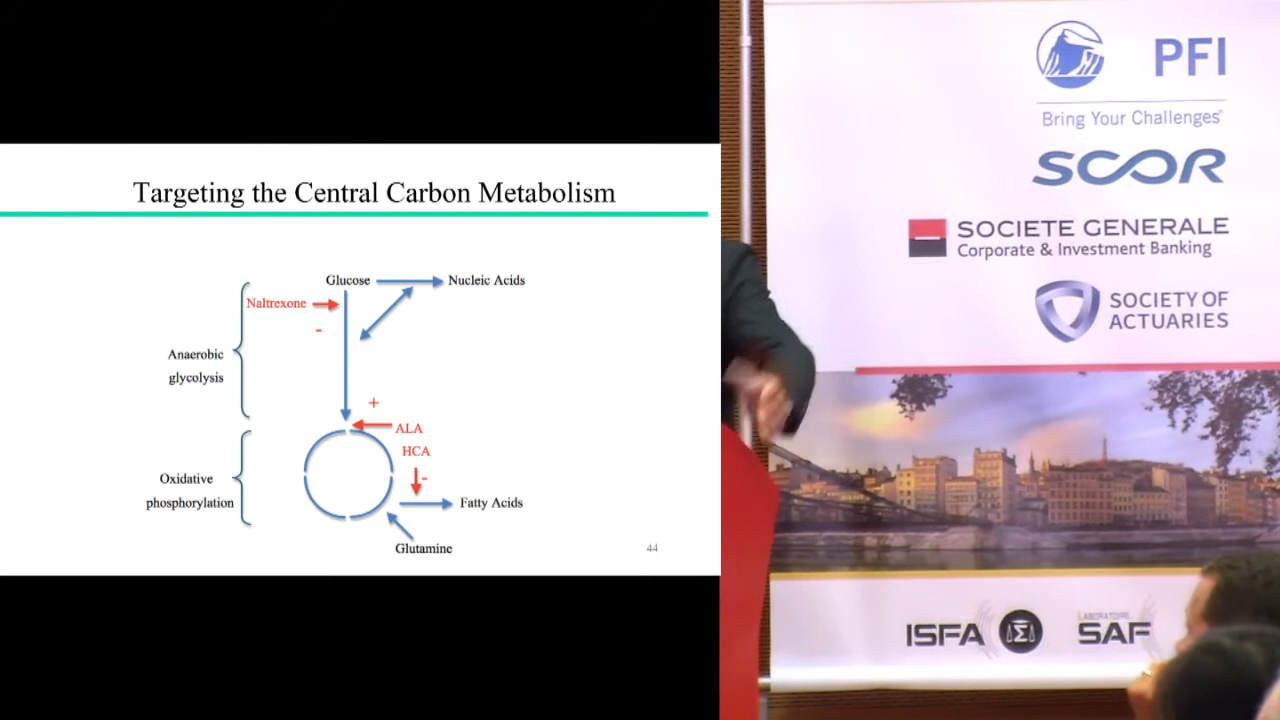 Targeting the Central Carbon Metabolism
Glucose
Nucleic Acids
Naltrexone
-
Anaerobic
glycolysis
+
ALA
HCA
-
Oxidative
phosphorylation
Fatty Acids
Glutamine
44
PFI
Bring Your Challenges®
SCOR
SOCIETE GENERALE
Corporate & Investment Banking
SOCIETY OF
ACTUARIES
ISFA
LABORATOIRE
SAF